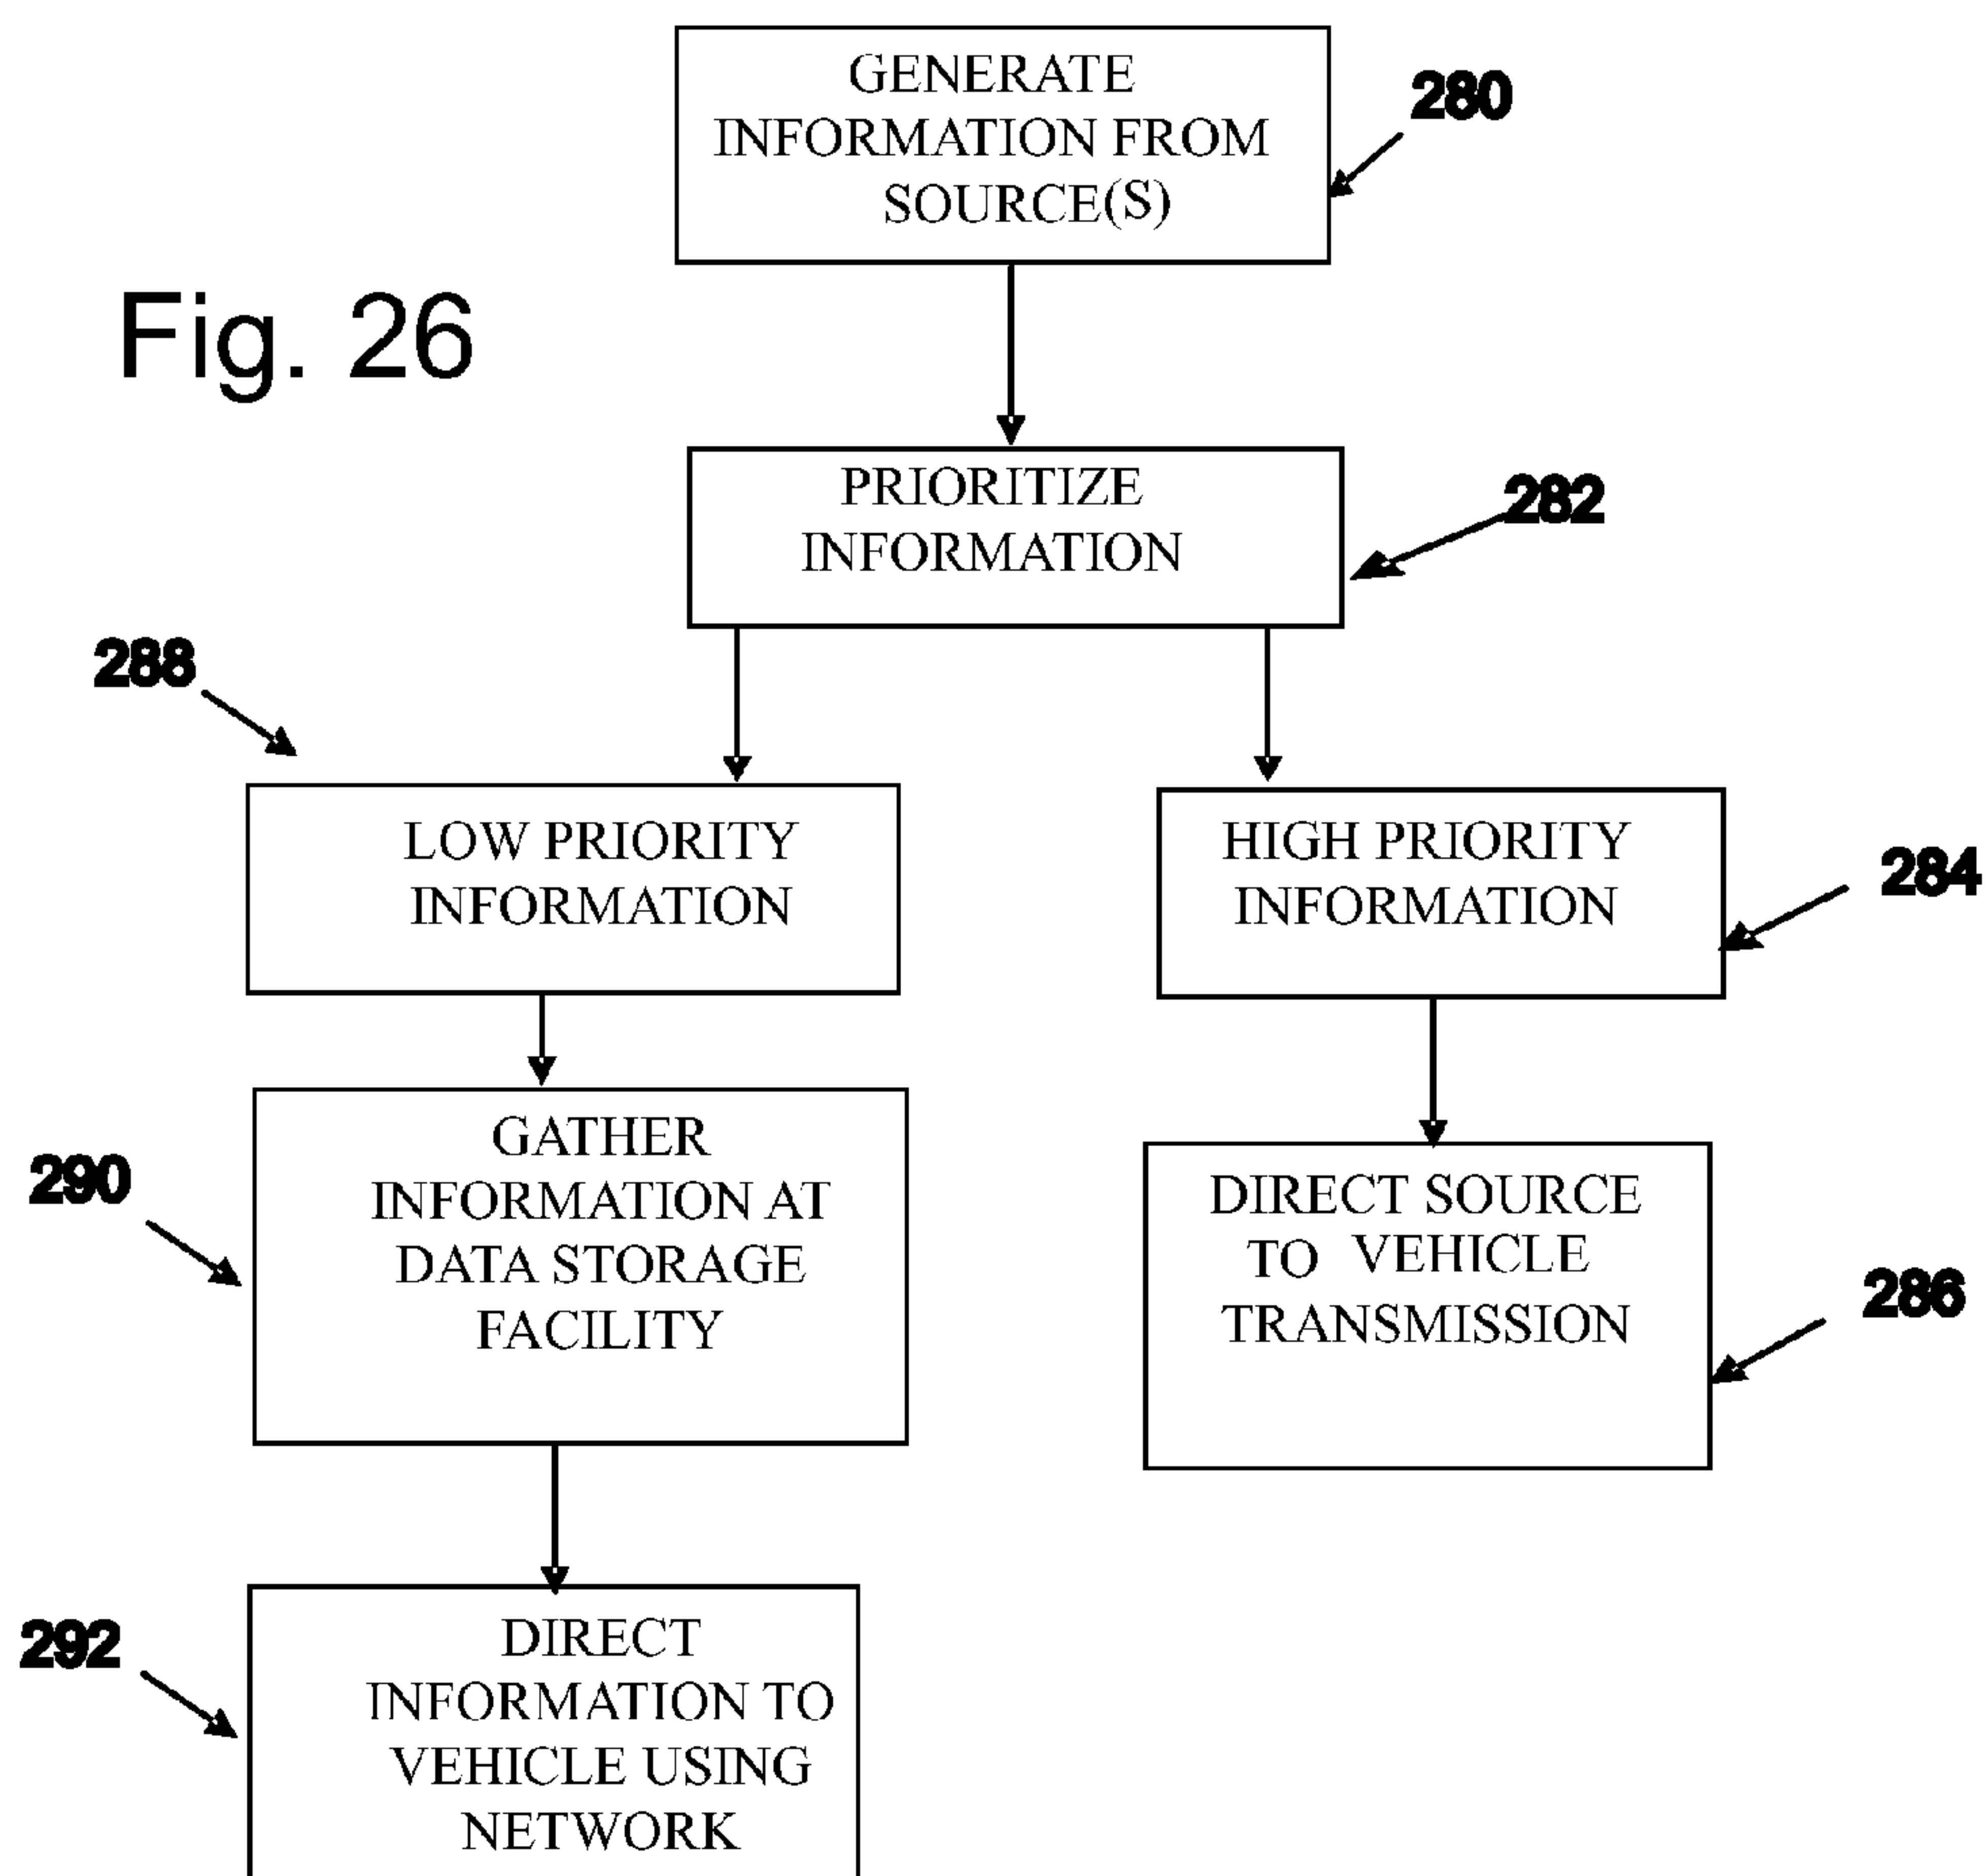 GENERATE
INFORMATION FROM
SOURCE(S)
280
Fig. 26
PRIORITIZE
INFORMATION
282
288
LOW PRIORITY
INFORMATION
HIGH PRIORITY
INFORMATION
284
290
GATHER
INFORMATION AT
DATA STORAGE
FACILITY
DIRECT SOURCE
TO VEHICLE
TRANSMISSION
286
292
DIRECT
INFORMATION TO
VEHICLE USING
NETWORK